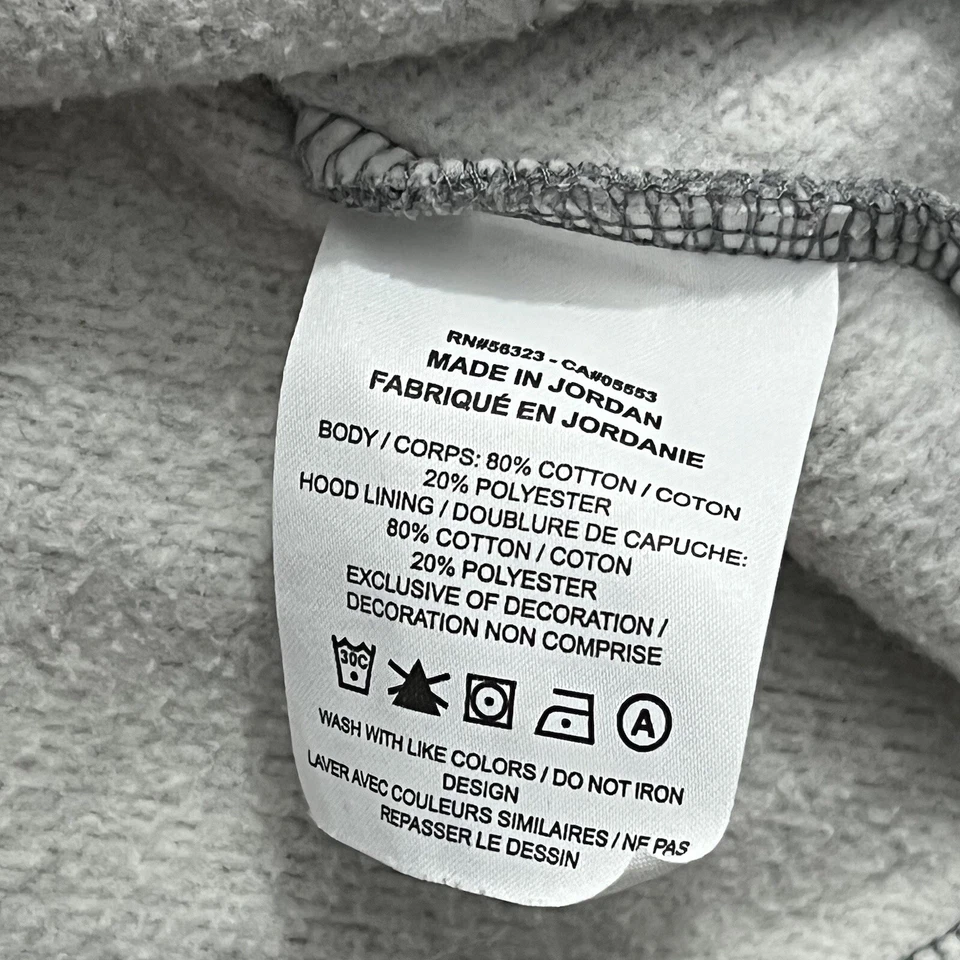 RN#56323 - CA#05553
MADE IN JORDAN
FABRIQUÉ EN JORDANIE
BODY / CORPS: 80% COTTON / COTON
20% POLYESTER
HOOD LINING / DOUBLURE DE CAPUCHE:
80% COTTON / COTON
20% POLYESTER
EXCLUSIVE OF DECORATION /
DECORATION NON COMPRISE
30C
A
WASH WITH LIKE COLORS / DO NOT IRON
DESIGN
LAVER AVEC COULEURS SIMILAIRES / NE PAS
REPASSER LE DESSIN